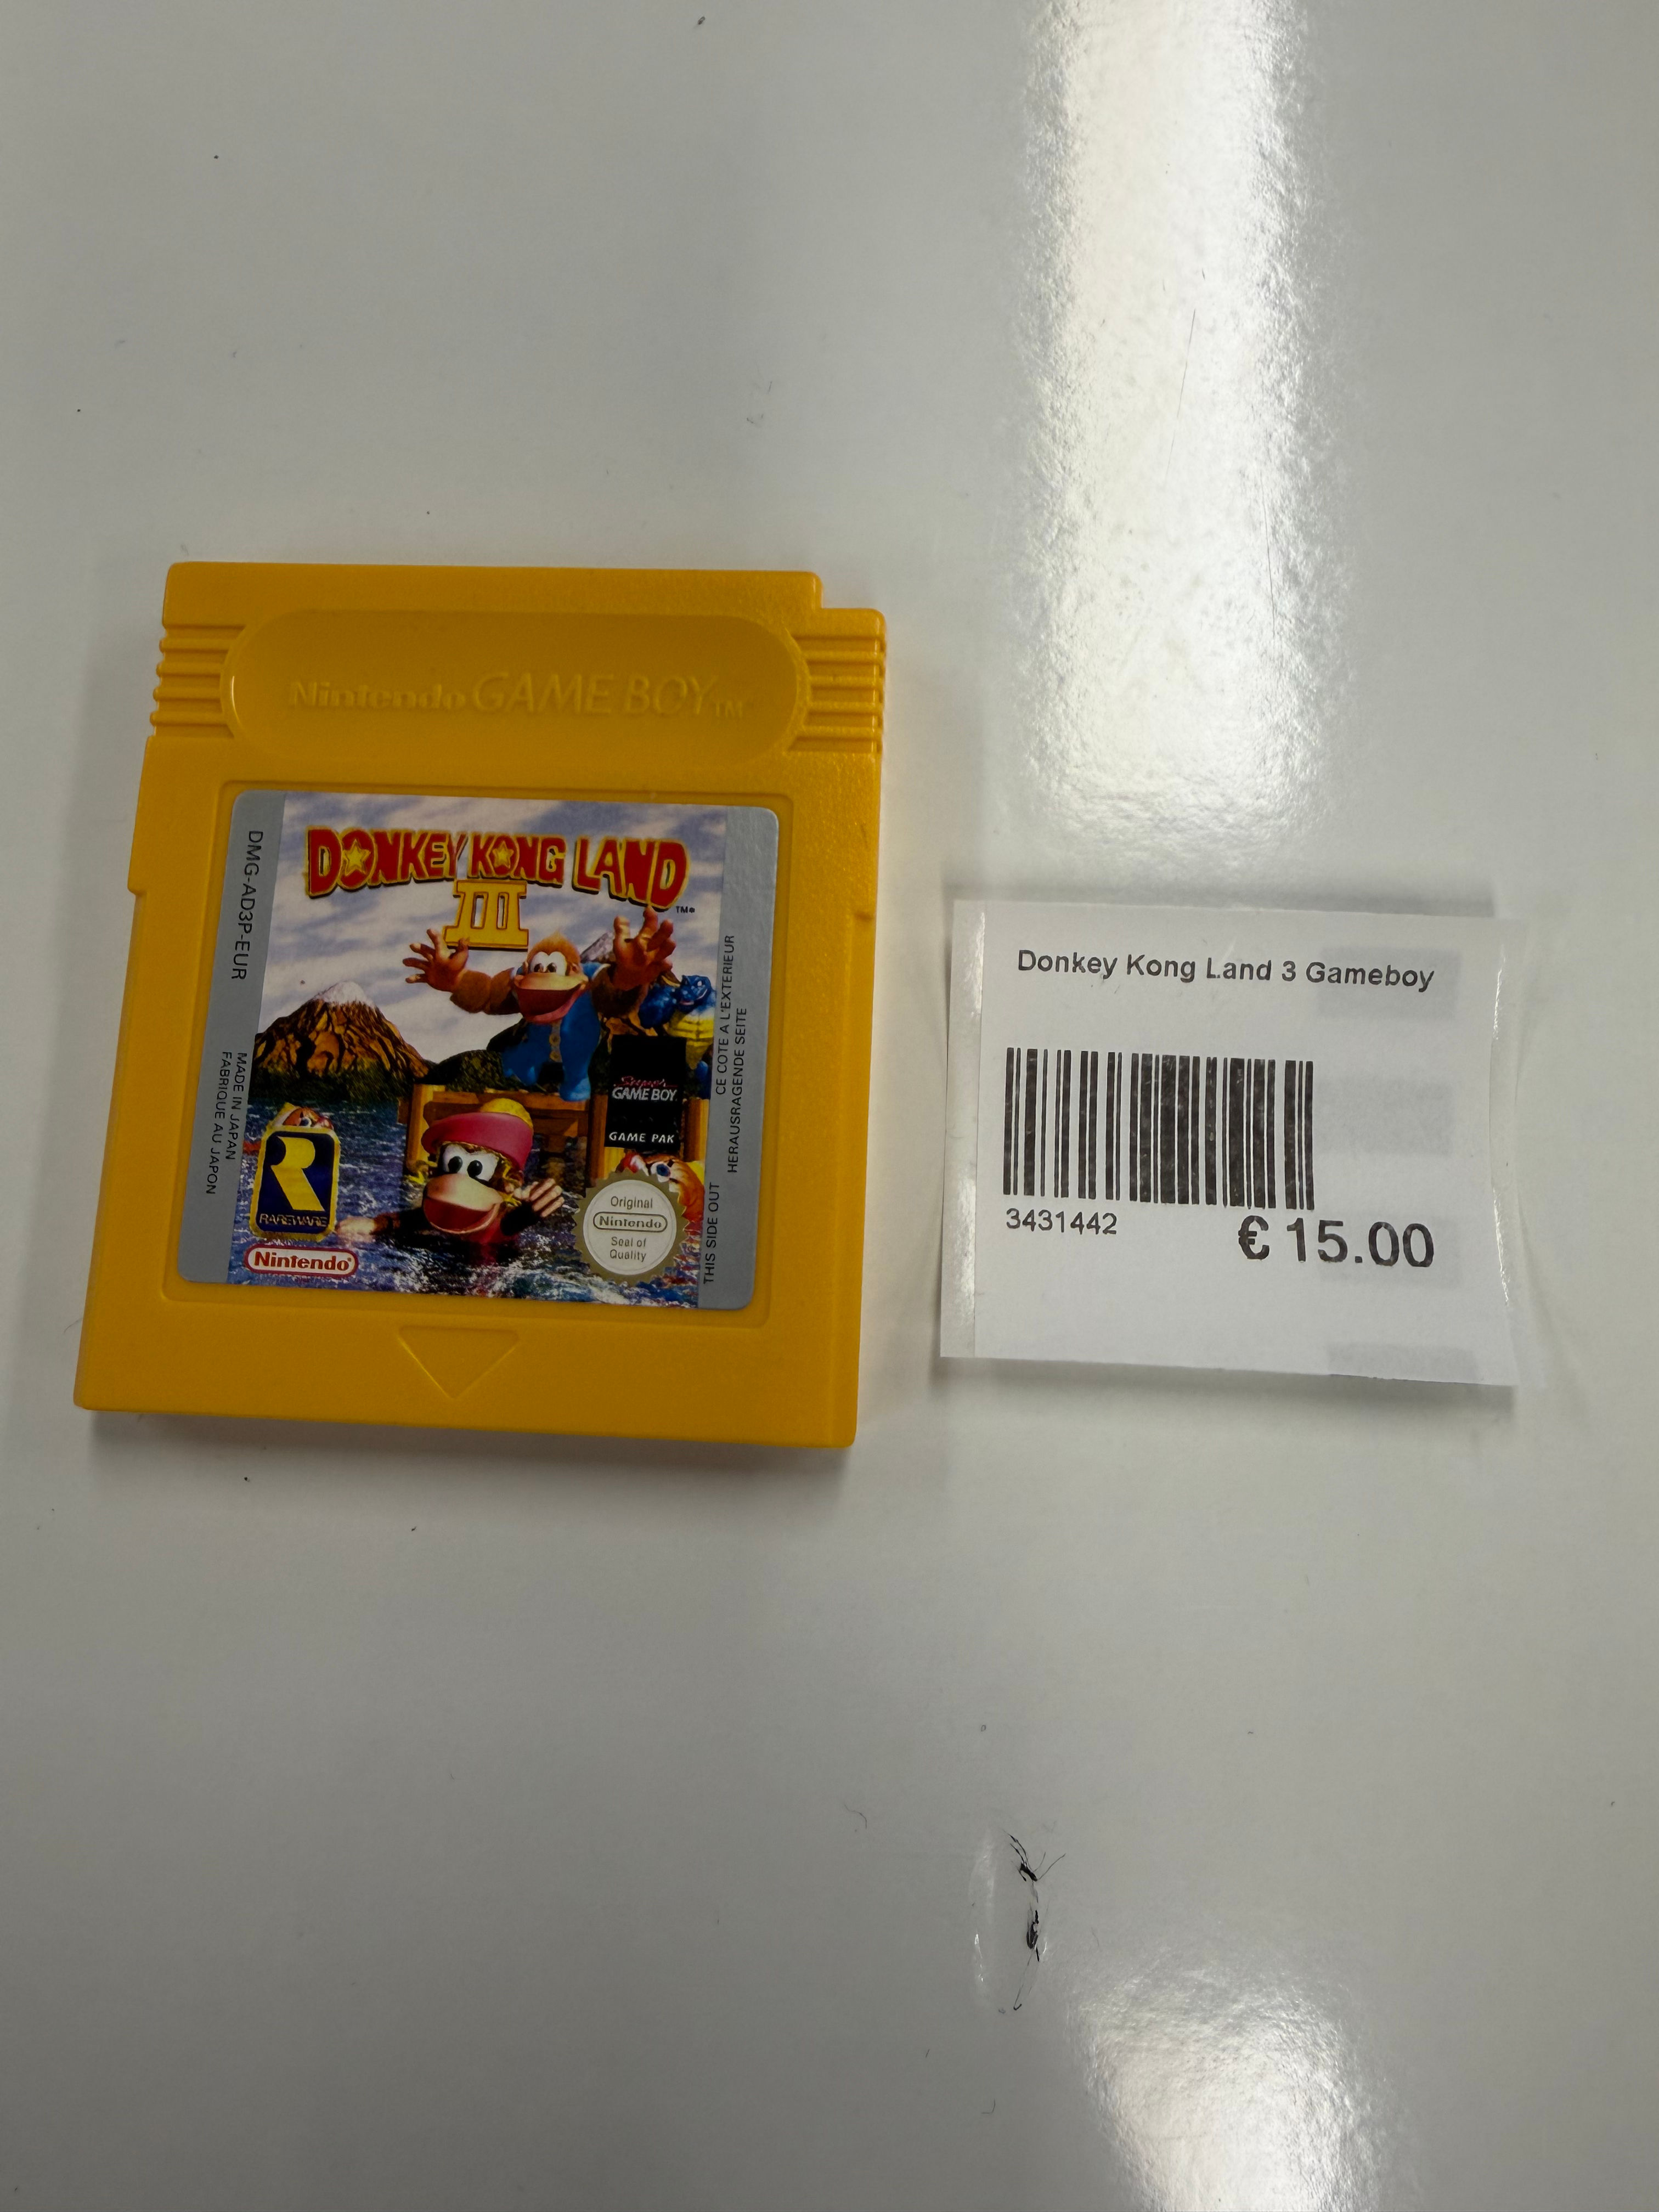 Nintendo GAME BOY™
DONKEY KONG LAND
III
™
DMG-AD3P-EUR
MADE IN JAPAN
FABRIQUE AU JAPON
CE COTE A L'EXTERIEUR
HERAUSRAGENDE SEITE
THIS SIDE OUT
Super
GAME BOY
GAME PAK
R
RAREWARE
Nintendo®
Original
Nintendo
Seal of
Quality
Donkey Kong Land 3 Gameboy
3431442
€ 15.00